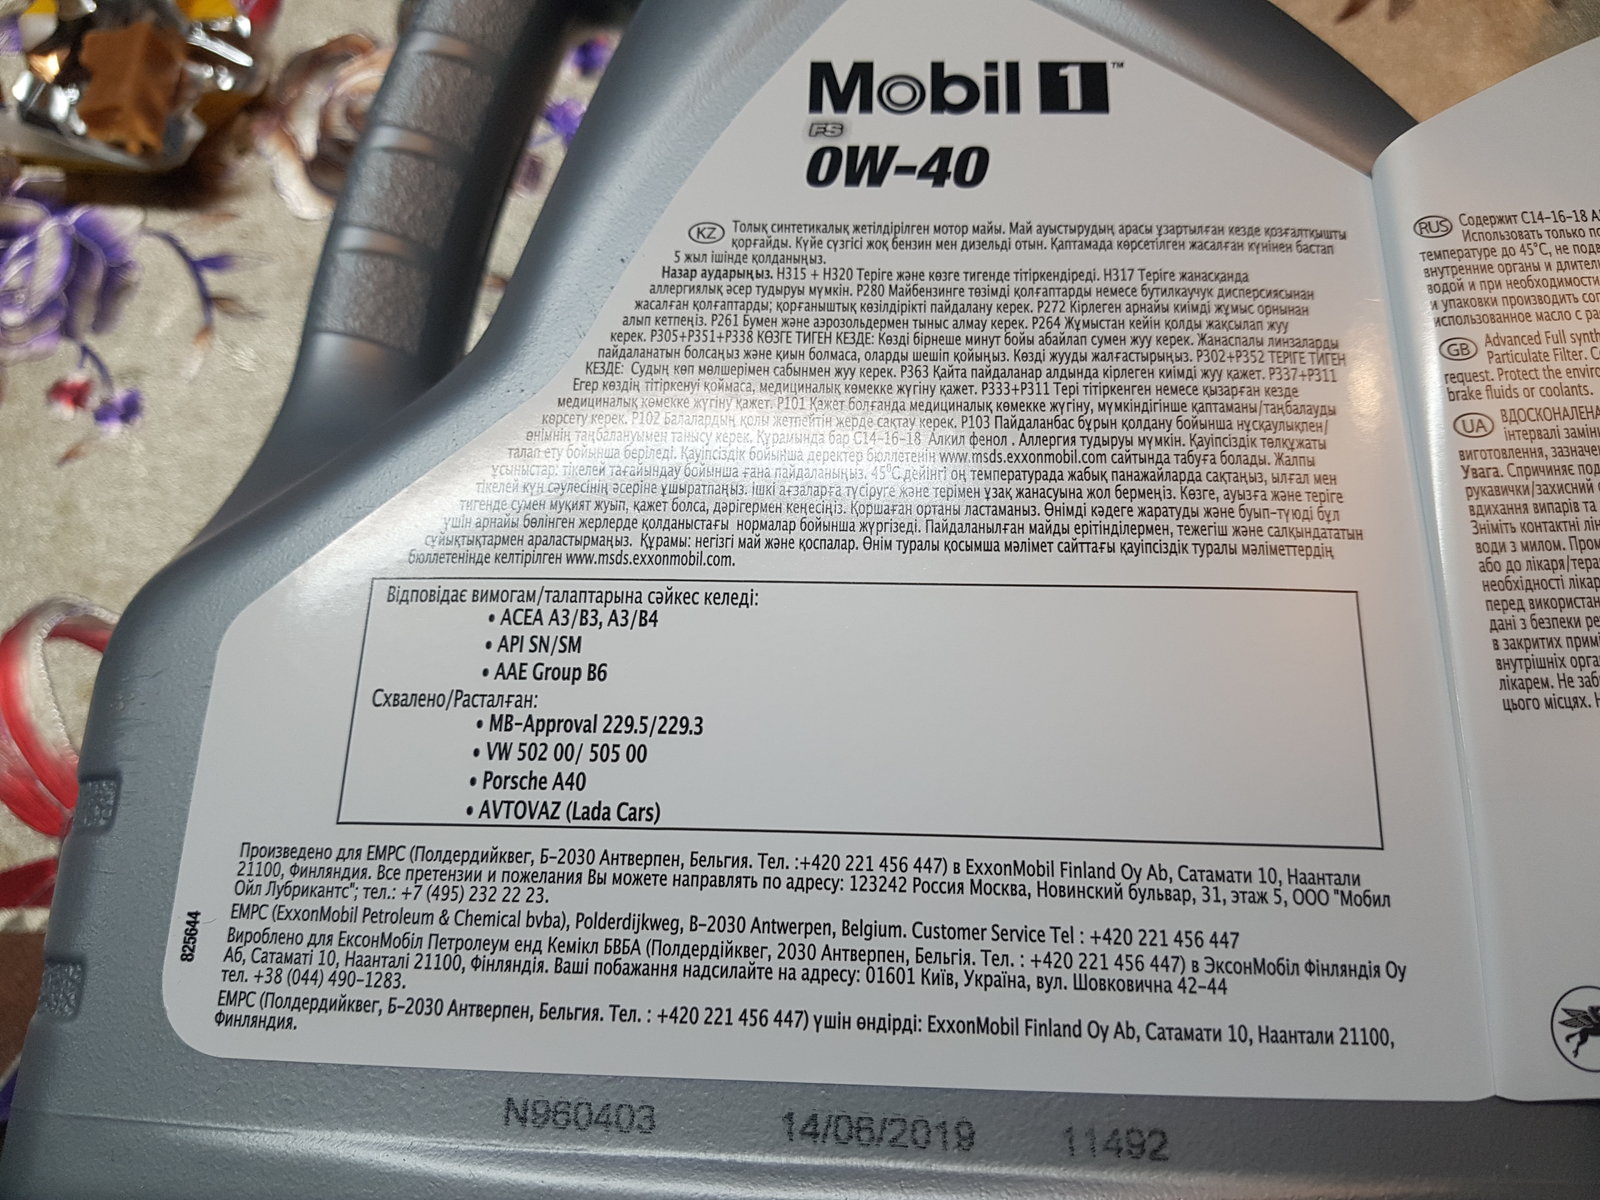 Mobil 1™
FS
0W-40
KZ Толық синтетикалық жетілдірілген мотор майы. Май ауыстырудың арасы ұзартылған кезде қозғалтқышты
қорғайды. Күйе сүзгісі жоқ бензин мен дизельді отын. Қаптамада көрсетілген жасалған күнінен бастап
5 жыл ішінде қолданыңыз.
Назар аударыңыз. H315 + H320 Теріге және көзге тигенде тітіркендіреді. H317 Теріге жанасқанда
аллергиялық әсер тудыруы мүмкін. P280 Майбензинге төзімді қолғаптарды немесе бутилкаучук дисперсиясынан
жасалған қолғаптарды; қорғаныштық көзілдірікті пайдалану керек. P272 Кірлеген арнайы киімді жұмыс орнынан
алып кетпеңіз. P261 Бумен және аэрозольдермен тыныс алмау керек. P264 Жұмыстан кейін қолды жақсылап жуу
керек. P305+P351+P338 КӨЗГЕ ТИГЕН КЕЗДЕ: Көзді бірнеше минут бойы абайлап сумен жуу керек. Жанаспалы линзаларды
пайдаланатын болсаңыз және қиын болмаса, оларды шешіп қойыңыз. Көзді жууды жалғастырыңыз. P302+P352 ТЕРІГЕ ТИГЕН
КЕЗДЕ: Судың көп мөлшерімен сабынмен жуу керек. P363 Қайта пайдаланар алдында кірлеген киімді жуу қажет. P337+P311
Егер көздің тітіркенуі қоймаса, медициналық көмекке жүгіну қажет. P333+P311 Тері тітіркенген немесе қызарған кезде
медициналық көмекке жүгіну қажет. P101 Қажет болғанда медициналық көмекке жүгіну, мүмкіндігінше қаптаманы/таңбалауды
көрсету керек. P102 Балалардың қолы жетпейтін жерде сақтау керек. P103 Пайдаланбас бұрын қолдану бойынша нұсқаулықпен/
өнімнің таңбалануымен танысу керек. Құрамында бар C14-16-18 Алкил фенол . Аллергия тудыруы мүмкін. Қауіпсіздік төлқұжаты
талап ету бойынша беріледі. Қауіпсіздік бойынша деректер бюллетенін www.msds.exxonmobil.com сайтында табуға болады. Жалпы
ұсыныстар: тікелей тағайындау бойынша ғана пайдаланыңыз. 45°C дейінгі оң температурада жабық панажайларда сақтаңыз, ылғал мен
тікелей күн сәулесінің әсеріне ұшыратпаңыз. Ішкі ағзаларға түсіруге және терімен ұзақ жанасуына жол бермеңіз. Көзге, ауызға және теріге
тигенде сумен мұқият жуып, қажет болса, дәрігермен кеңесіңіз. Қоршаған ортаны ластамаңыз. Өнімді кәдеге жаратуды және буып-түюді бұл
үшін арнайы бөлінген жерлерде қолданыстағы нормалар бойынша жүргізеді. Пайдаланылған майды ерітінділермен, тежегіш және салқындататын
сұйықтықтармен араластырмаңыз. Құрамы: негізгі май және қоспалар. Өнім туралы қосымша мәлімет сайттағы қауіпсіздік туралы мәліметтердің
бюллетенінде келтірілген www.msds.exxonmobil.com.
Відповідає вимогам/талаптарына сәйкес келеді:
• ACEA A3/B3, A3/B4
• API SN/SM
• AAE Group B6
Схвалено/Расталған:
• MB-Approval 229.5/229.3
• VW 502 00/ 505 00
• Porsche A40
• AVTOVAZ (Lada Cars)
Произведено для EMPC (Полдердийквег, Б-2030 Антверпен, Бельгия. Тел. :+420 221 456 447) в ExxonMobil Finland Oy Ab, Сатамати 10, Наантали
21100, Финляндия. Все претензии и пожелания Вы можете направлять по адресу: 123242 Россия Москва, Новинский бульвар, 31, этаж 5, ООО "Мобил
Ойл Лубрикантс"; тел.: +7 (495) 232 22 23.
EMPC (ExxonMobil Petroleum & Chemical bvba), Polderdijkweg, B-2030 Antwerpen, Belgium. Customer Service Tel : +420 221 456 447
Вироблено для ЕксонМобіл Петролеум енд Кемікл БВБА (Полдердійквег, 2030 Антверпен, Бельгія. Тел. : +420 221 456 447) в ЭксонМобіл Фінляндія Оу
Аб, Сатаматі 10, Наанталі 21100, Фінляндія. Ваші побажання надсилайте на адресу: 01601 Київ, Україна, вул. Шовковична 42-44
тел. +38 (044) 490-1283.
EMPC (Полдердийквег, Б-2030 Антверпен, Бельгия. Тел. : +420 221 456 447) үшін өндірді: ExxonMobil Finland Oy Ab, Сатамати 10, Наантали 21100,
Финляндия.
825644
N960403 14/06/2019 11492
RUS Содержит C14-16-18
Использовать только
температуре до 45°C, не
внутренние органы и
водой и при необходимости
и упаковки производить
использованное масло с
GB Advanced Full
Particulate Filter.
request. Protect the
brake fluids or coolants.
UA
інтервалі
виготовлення,
Увага. Спричиняє
рукавички/захисний
вдихання випарів та
Зніміть контактні
води з милом.
або до
необхідності
перед
дані з безпеки
в закритих
внутрішніх
лікарем. Не
цього місцях.